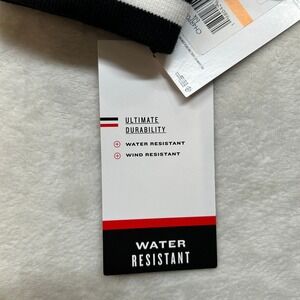 ULTIMATE
DURABILITY
WATER RESISTANT
WIND RESISTANT
WATER
RESISTANT